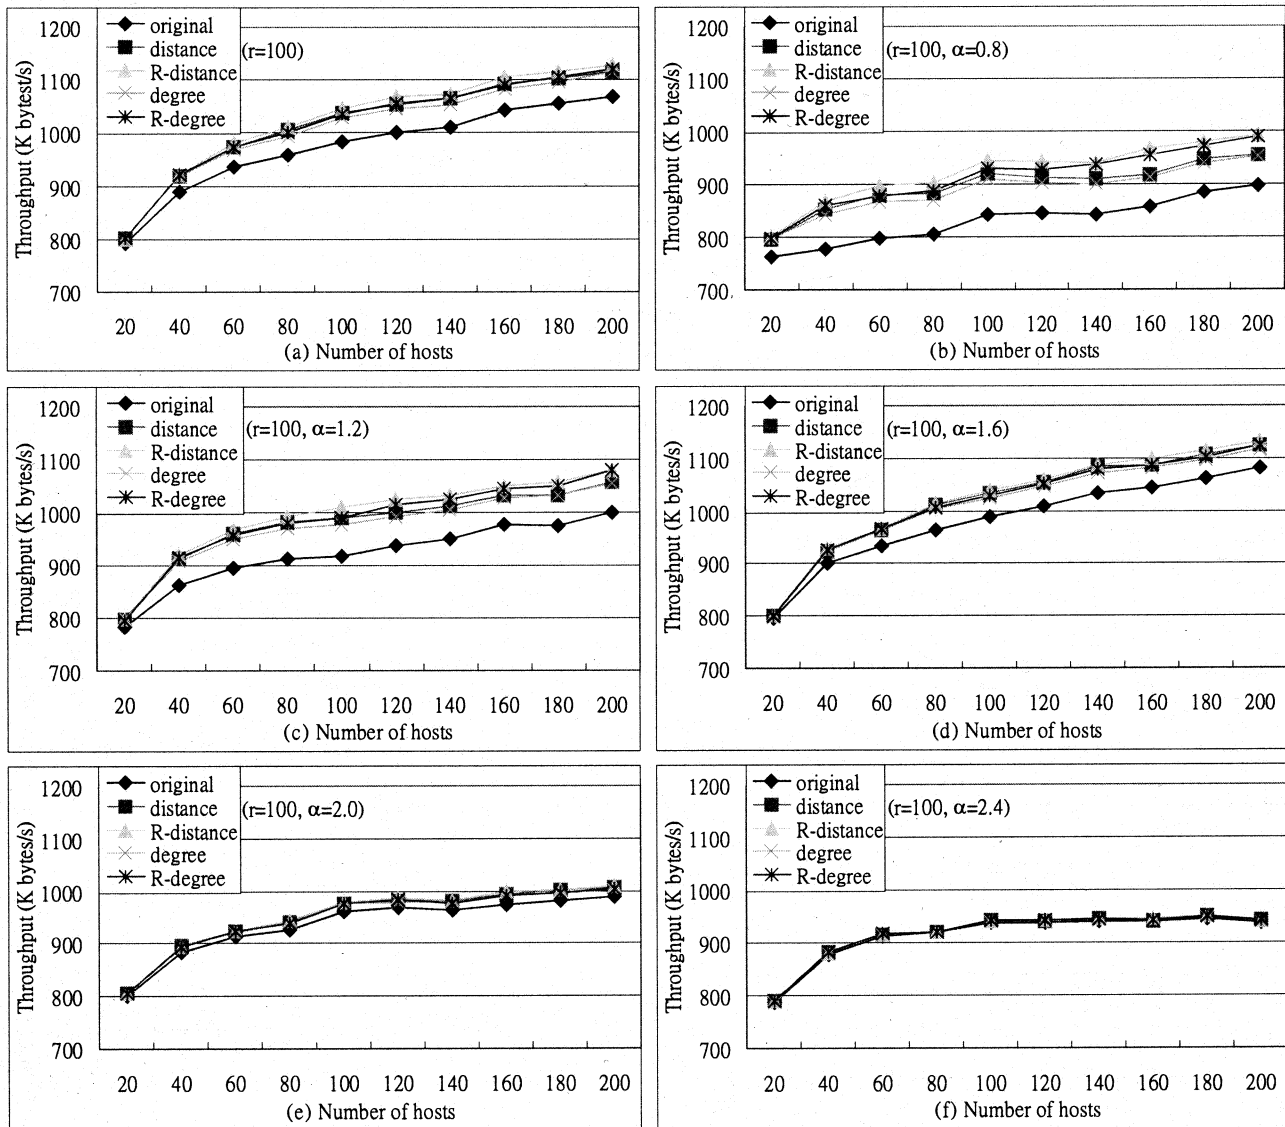 1200
1100
1000
900
800
700
Throughput (K bytest/s)
original
distance
R-distance
degree
R-degree
(r=100)
20 40 60 80 100 120 140 160 180 200
(a) Number of hosts
1200
1100
1000
900
800
700
Throughput (K bytes/s)
original
distance
R-distance
degree
R-degree
(r=100, α=0.8)
20 40 60 80 100 120 140 160 180 200
(b) Number of hosts
1200
1100
1000
900
800
700
Throughput (K bytes/s)
original
distance
R-distance
degree
R-degree
(r=100, α=1.2)
20 40 60 80 100 120 140 160 180 200
(c) Number of hosts
1200
1100
1000
900
800
700
Throughput (K bytes/s)
original
distance
R-distance
degree
R-degree
(r=100, α=1.6)
20 40 60 80 100 120 140 160 180 200
(d) Number of hosts
1200
1100
1000
900
800
700
Throughput (K bytes/s)
original
distance
R-distance
degree
R-degree
(r=100, α=2.0)
20 40 60 80 100 120 140 160 180 200
(e) Number of hosts
1200
1100
1000
900
800
700
Throughput (K bytes/s)
original
distance
R-distance
degree
R-degree
(r=100, α=2.4)
20 40 60 80 100 120 140 160 180 200
(f) Number of hosts